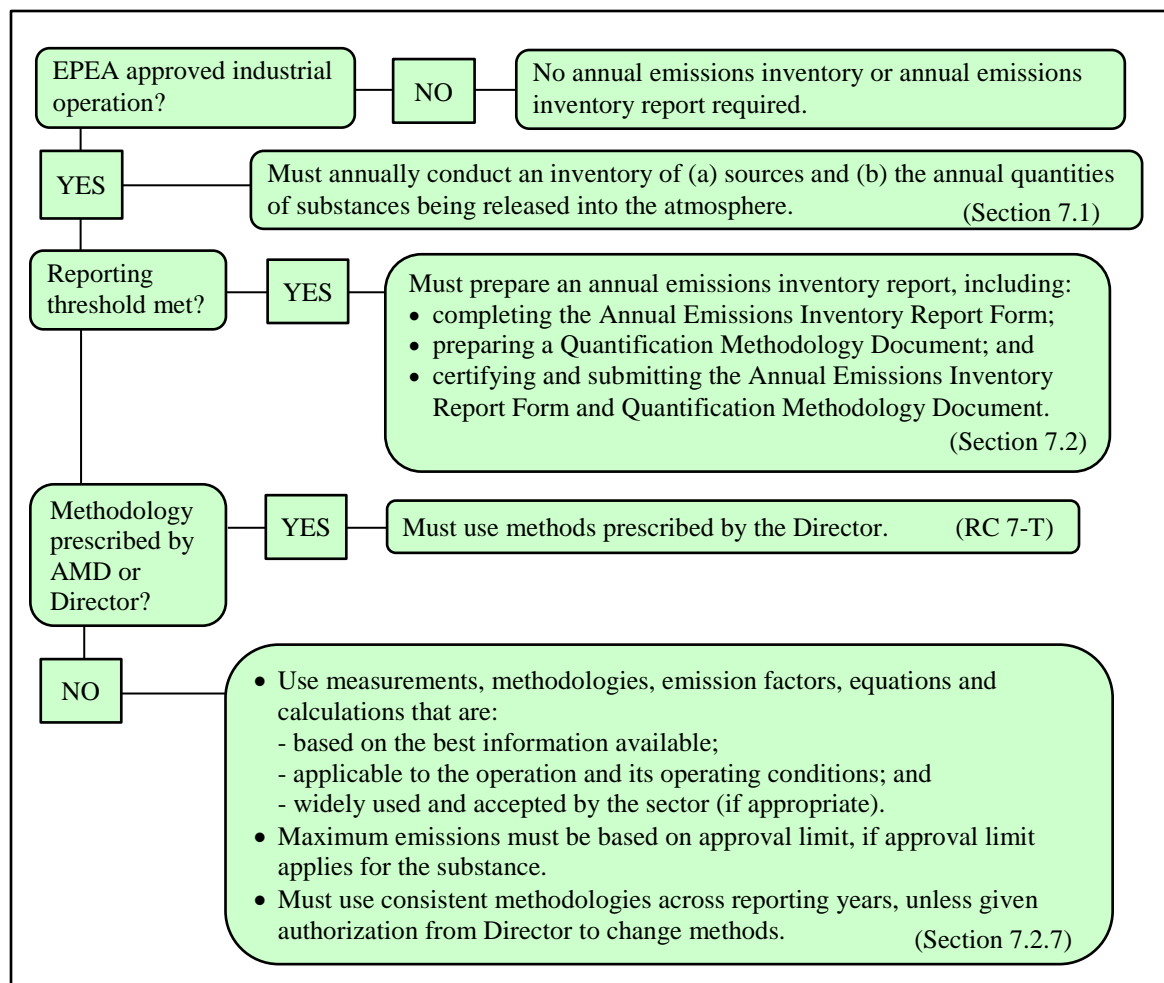 EPEA approved industrial
operation?
NO
No annual emissions inventory or annual emissions
inventory report required.
YES
Must annually conduct an inventory of (a) sources and (b) the annual quantities
of substances being released into the atmosphere.
(Section 7.1)
Reporting
threshold met?
YES
Must prepare an annual emissions inventory report, including:
• completing the Annual Emissions Inventory Report Form;
• preparing a Quantification Methodology Document; and
• certifying and submitting the Annual Emissions Inventory
Report Form and Quantification Methodology Document.
(Section 7.2)
Methodology
prescribed by
AMD or
Director?
YES
Must use methods prescribed by the Director. (RC 7-T)
NO
• Use measurements, methodologies, emission factors, equations and
calculations that are:
- based on the best information available;
- applicable to the operation and its operating conditions; and
- widely used and accepted by the sector (if appropriate).
• Maximum emissions must be based on approval limit, if approval limit
applies for the substance.
• Must use consistent methodologies across reporting years, unless given
authorization from Director to change methods.
(Section 7.2.7)